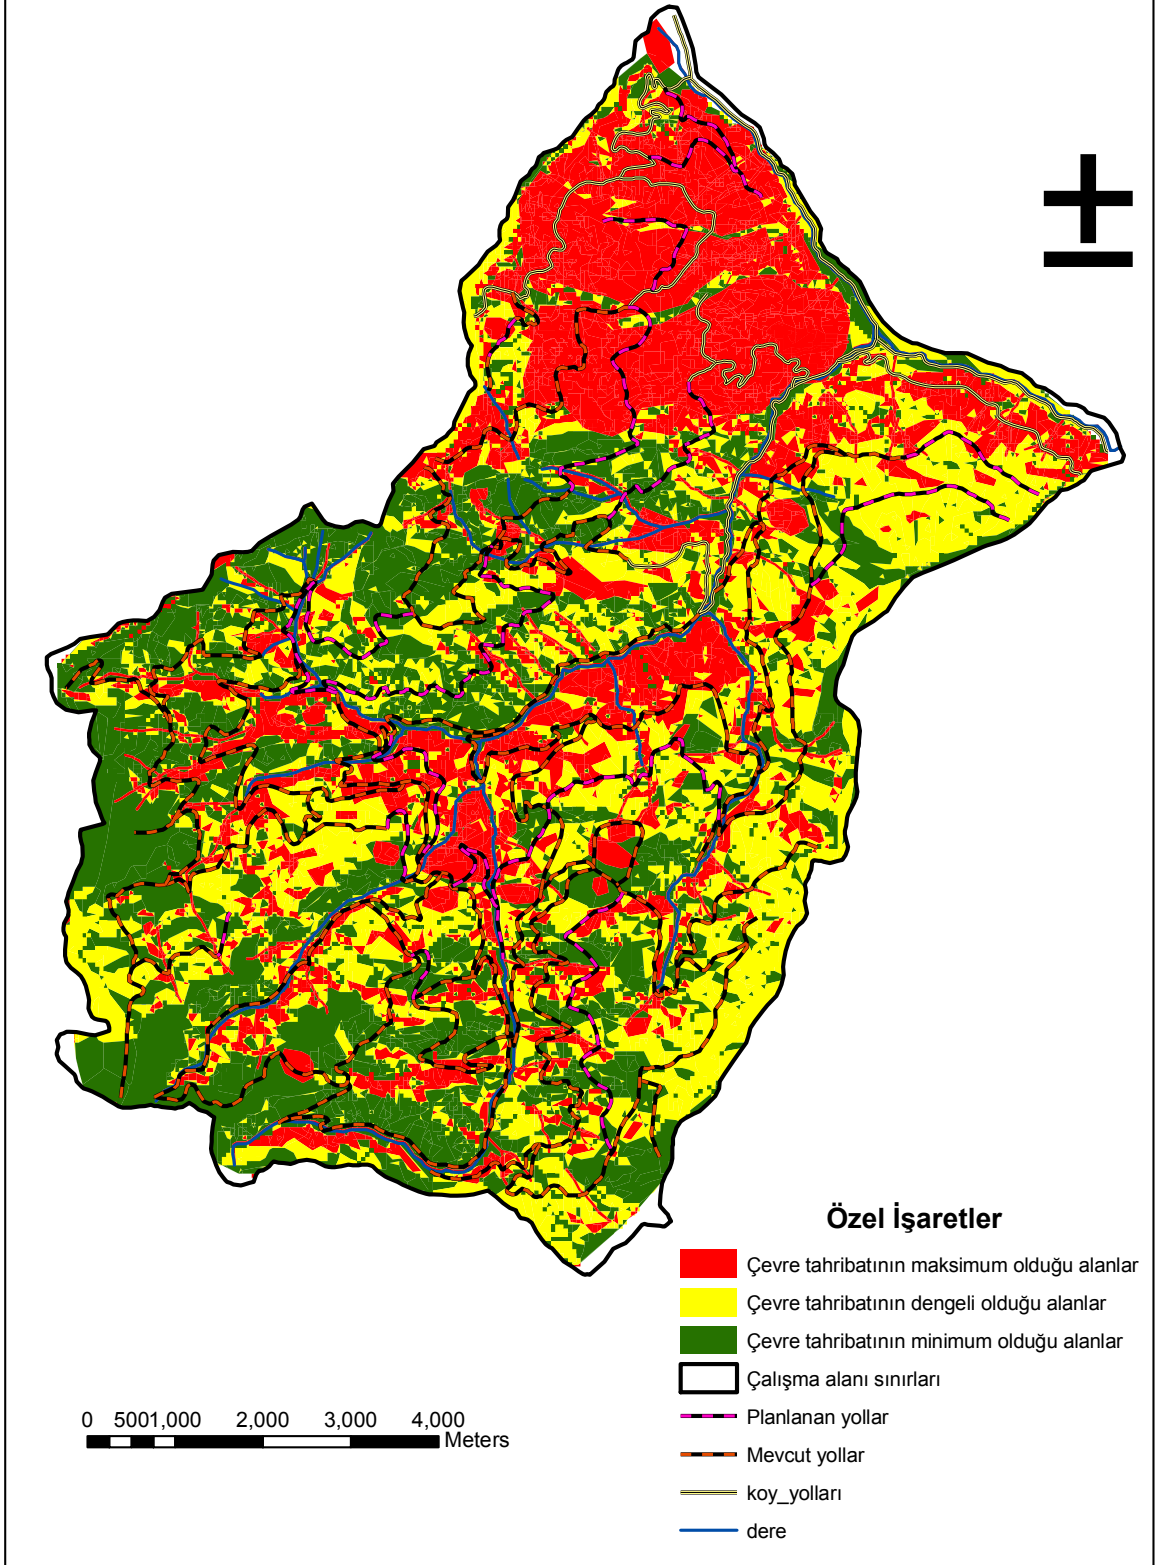 Özel İşaretler
Çevre tahribatının maksimum olduğu alanlar
Çevre tahribatının dengeli olduğu alanlar
Çevre tahribatının minimum olduğu alanlar
Çalışma alanı sınırları
Planlanan yollar
Mevcut yollar
koy_yolları
dere
0 5001,000 2,000 3,000 4,000
Meters